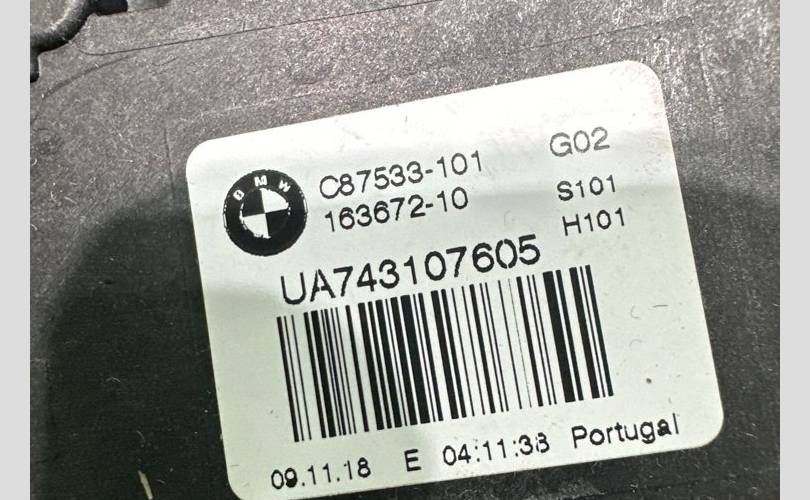 BMW
C87533-101 G02
163672-10 S101
H101
UA743107605
09.11.18 E 04:11:38 Portugal